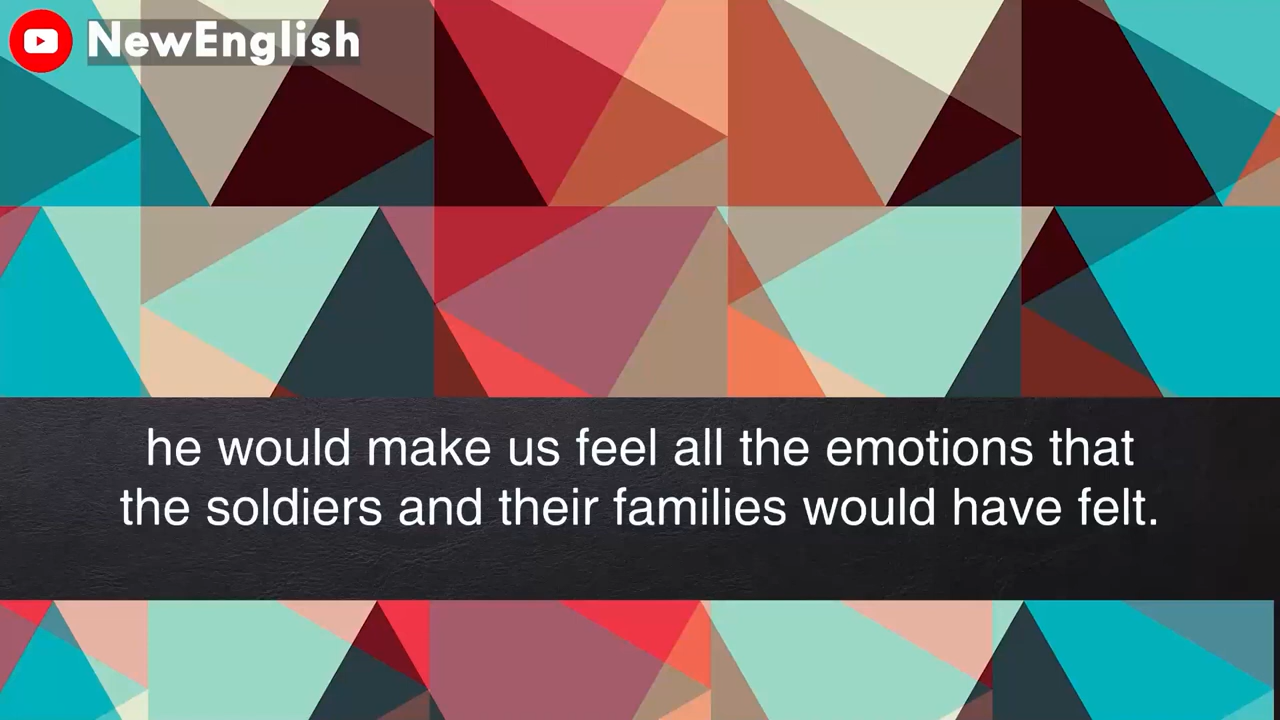 NewEnglish
he would make us feel all the emotions that
the soldiers and their families would have felt.